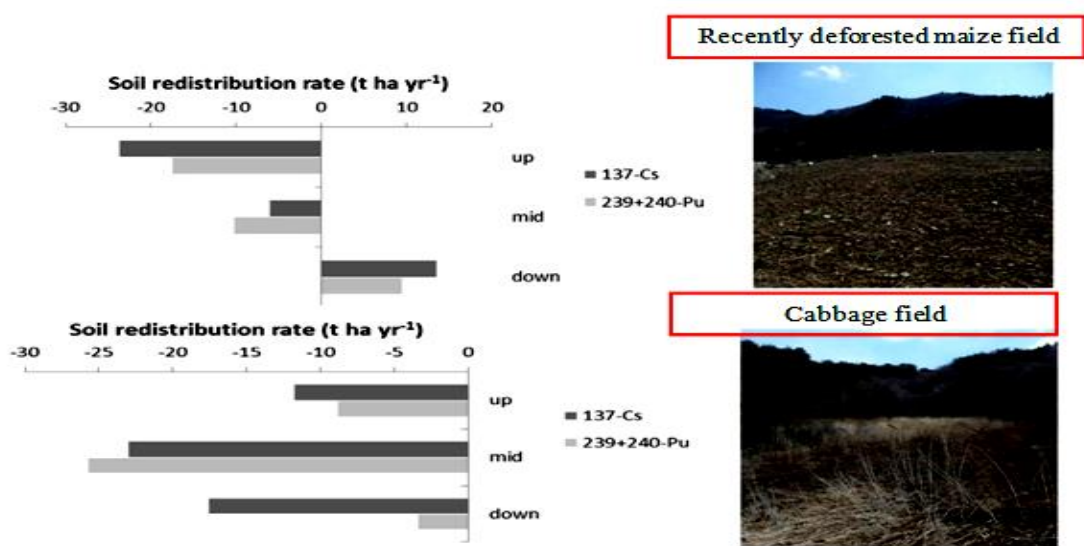 Recently deforested maize field
Soil redistribution rate (t ha yr⁻¹)
-30 -20 -10 0 10 20
up
mid
down
137-Cs
239+240-Pu
Cabbage field
Soil redistribution rate (t ha yr⁻¹)
-30 -25 -20 -15 -10 -5 0
up
mid
down
137-Cs
239+240-Pu